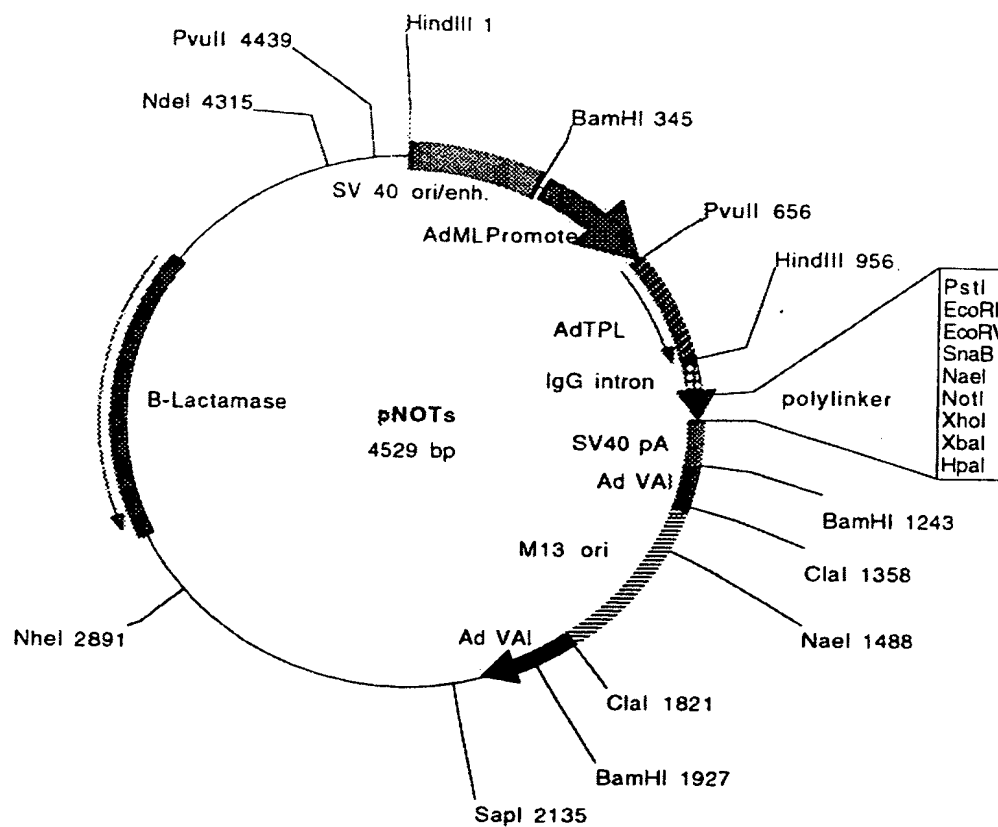 HindIII 1
PvuII 4439
NdeI 4315
BamHI 345
SV 40 ori/enh.
AdMLPromote
PvuII 656
HindIII 956
PstI
EcoRI
EcoRV
SnaB
NaeI
NotI
XhoI
XbaI
HpaI
AdTPL
IgG intron
polylinker
B-Lactamase
pNOTs
4529 bp
SV40 pA
Ad VAI
BamHI 1243
M13 ori
ClaI 1358
NaeI 1488
NheI 2891
Ad VAI
ClaI 1821
BamHI 1927
SapI 2135